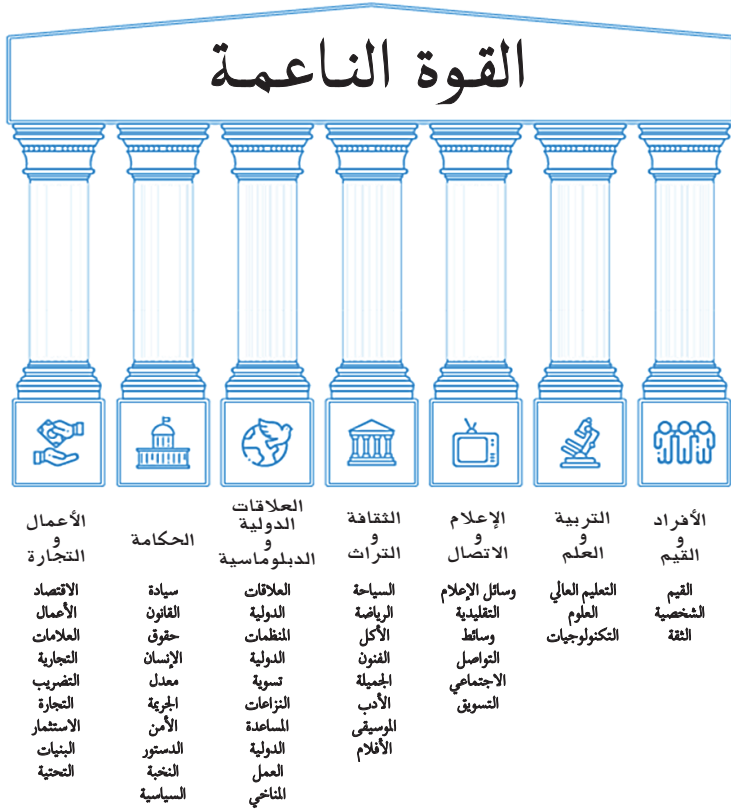 القوة الناعمة
الأفراد
و
القيم
القيم
الشخصية
الثقة
التربية
و
العلم
التعليم العالي
العلوم
التكنولوجيات
الإعلام
و
الاتصال
وسائل الإعلام
التقليدية
وسائط
التواصل
الاجتماعي
التسويق
الثقافة
و
التراث
السياحة
الرياضة
الأكل
الفنون
الجميلة
الأدب
الموسيقى
الأفلام
العلاقات
الدولية
و
الدبلوماسية
العلاقات
الدولية
المنظمات
الدولية
تسوية
النزاعات
المساعدة
الدولية
العمل
المناخي
الحكامة
سيادة
القانون
حقوق
الإنسان
معدل
الجريمة
الأمن
الدستور
النخبة
السياسية
الأعمال
و
التجارة
الاقتصاد
الأعمال
العلامات
التجارية
التضريب
التجارة
الاستثمار
البنيات
التحتية